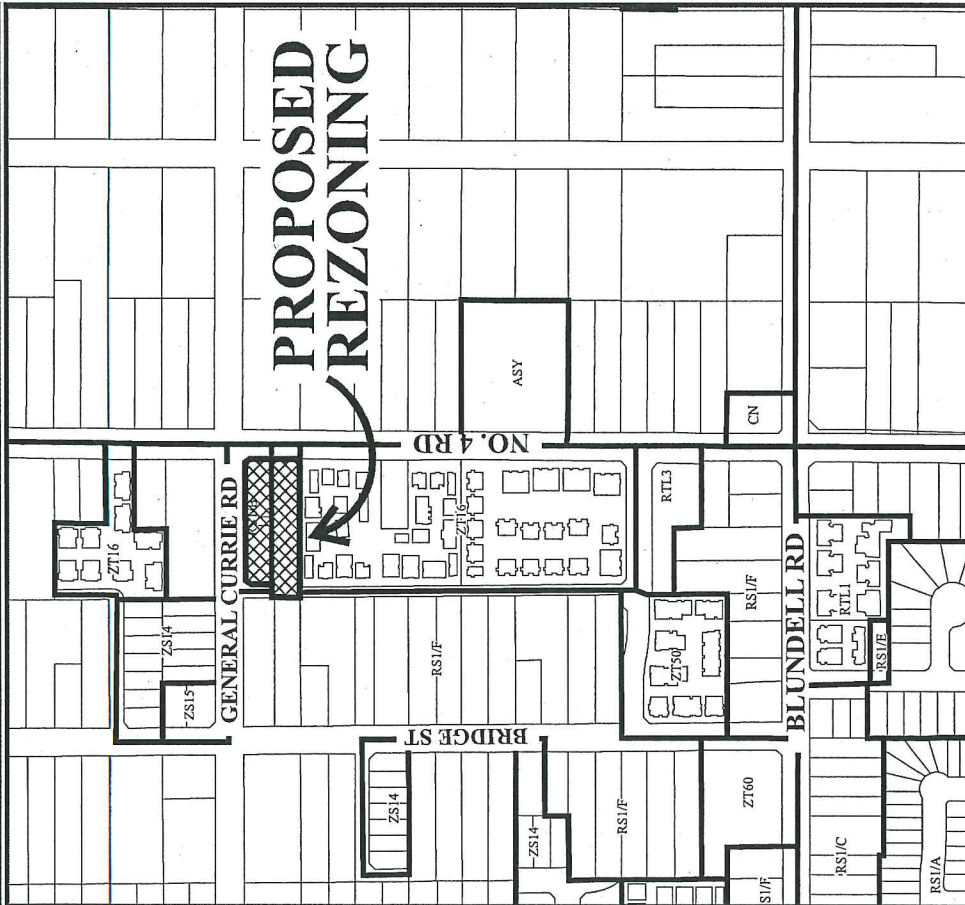 PROPOSED
REZONING
ASY
CN
NO. 4 RD
RTL3
ZT16
ZT16
GENERAL CURRIE RD
ZS14
ZS15
RS1/F
RS1/F
ZT50
BLUNDELL RD
RTL1
RS1/E
BRIDGE ST
ZS14
ZS14
RS1/F
ZT60
S1/F
RS1/C
RS1/A